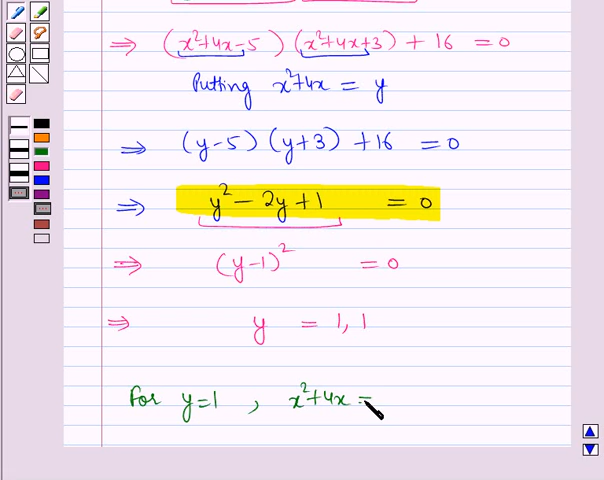 ⇒ (x²+4x-5) (x²+4x+3) + 16 = 0
Putting x²+4x = y
⇒ (y-5) (y+3) +16 = 0
⇒ y² - 2y + 1 = 0
⇒ (y-1)² = 0
⇒ y = 1, 1
For y=1 , x²+4x =